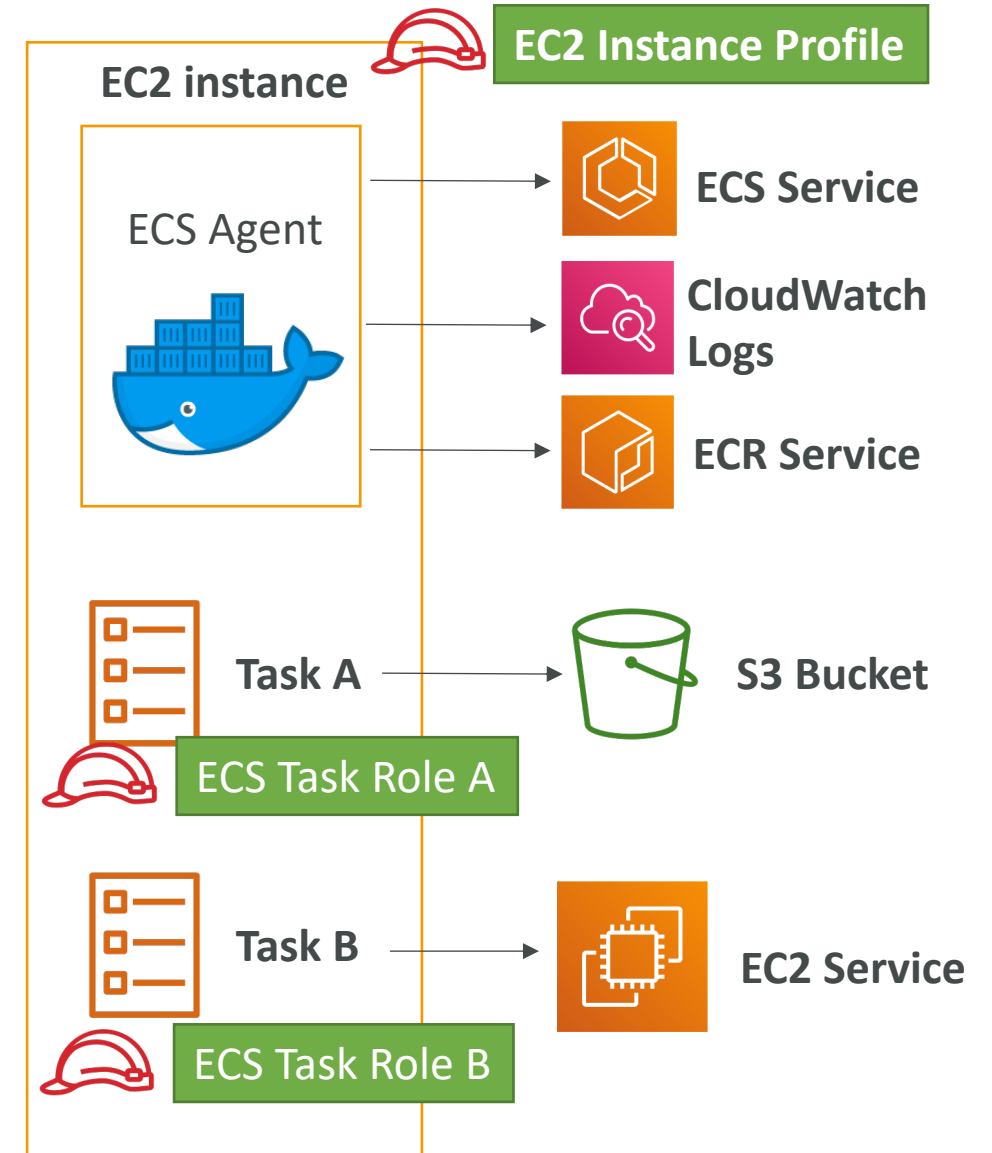 EC2 Instance Profile
EC2 instance
ECS Agent
ECS Service
CloudWatch
Logs
ECR Service
Task A
S3 Bucket
ECS Task Role A
Task B
EC2 Service
ECS Task Role B